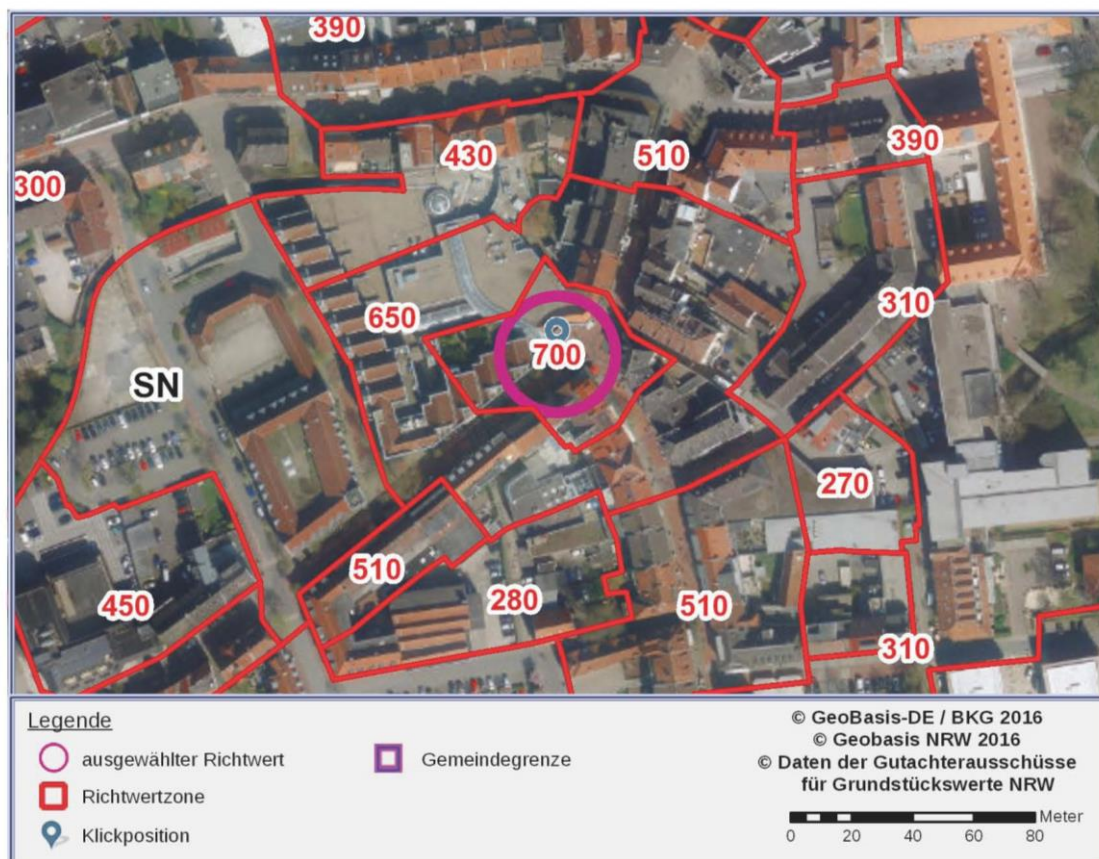 390
430
510
390
300
310
650
700
SN
270
510
280
510
450
310
Legende
ausgewählter Richtwert
Richtwertzone
Klickposition
Gemeindegrenze
© GeoBasis-DE / BKG 2016
© Geobasis NRW 2016
© Daten der Gutachterausschüsse
für Grundstückswerte NRW
Meter
0 20 40 60 80